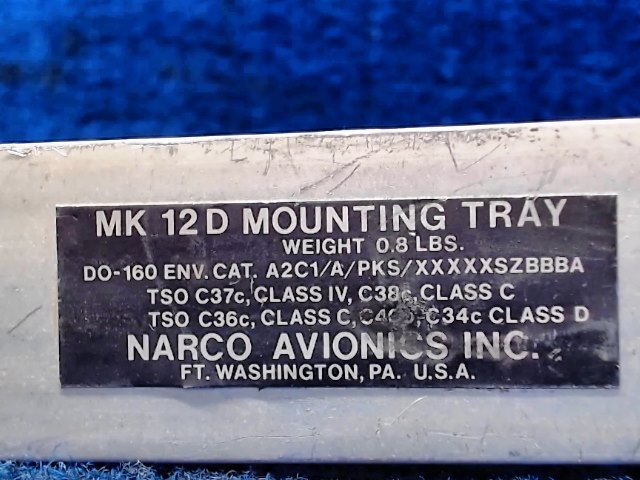 MK 12D MOUNTING TRAY
WEIGHT 0.8 LBS.
DO-160 ENV. CAT. A2C1/A/PKS/XXXXXSZBBBA
TSO C37c, CLASS IV, C38c, CLASS C
TSO C36c, CLASS C, C34c CLASS D
NARCO AVIONICS INC.
FT. WASHINGTON, PA. U.S.A.